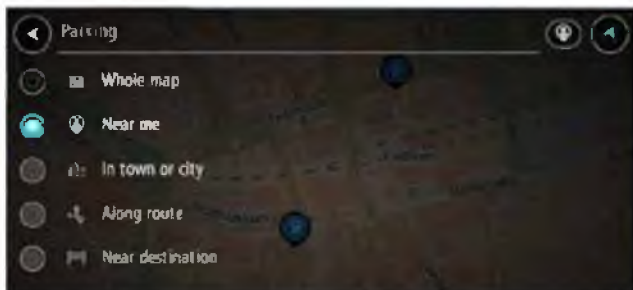 Parking
Whole map
Near me
In town or city
Along route
Near destination